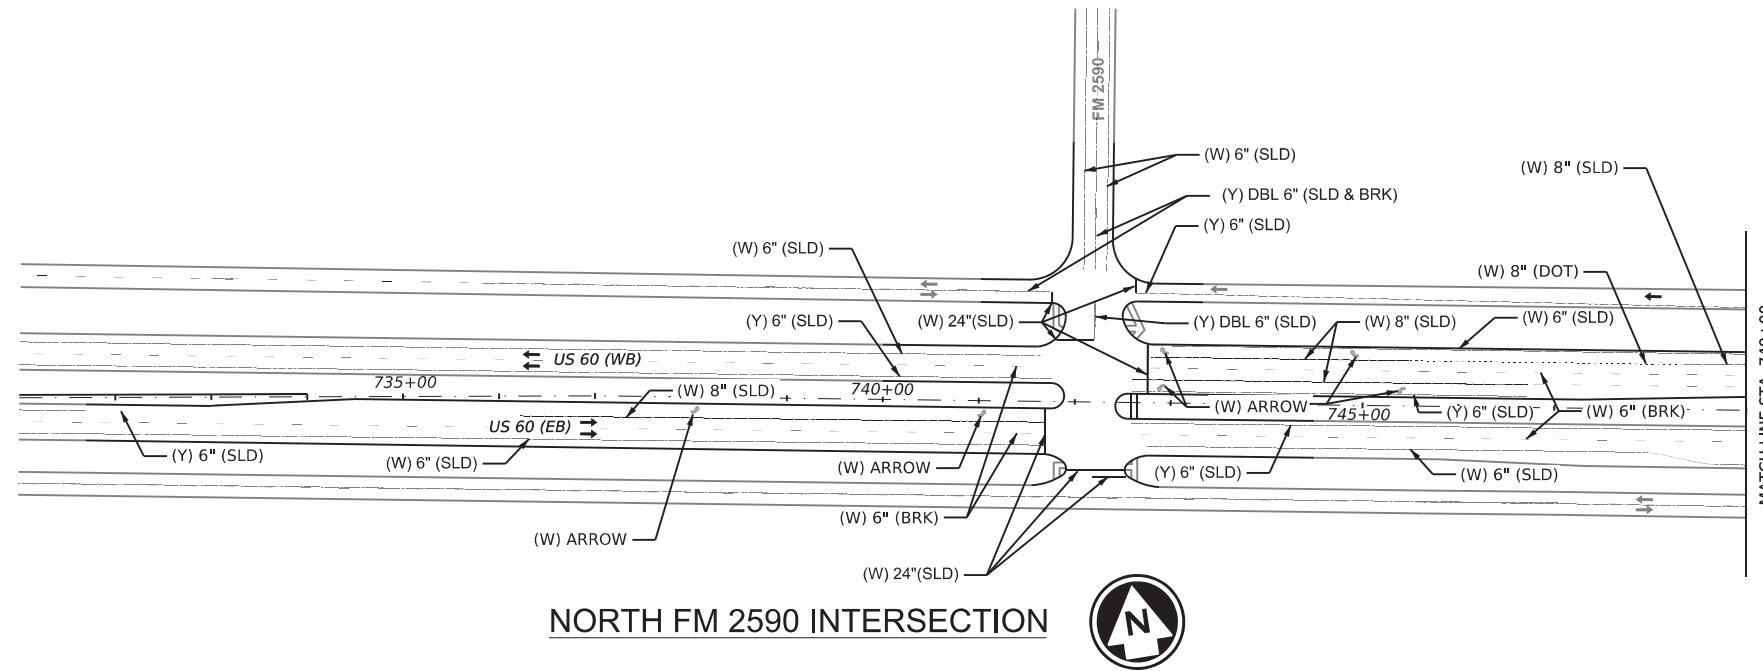 FM 2590
(W) 6" (SLD)
(W) 8" (SLD)
(Y) DBL 6" (SLD & BRK)
(Y) 6" (SLD)
(W) 6" (SLD)
(W) 8" (DOT)
(Y) 6" (SLD)
(W) 24"(SLD)
(Y) DBL 6" (SLD)
(W) 8" (SLD)
(W) 6" (SLD)
US 60 (WB)
735+00
(W) 8" (SLD)
740+00
(W) ARROW
745+00
(Y) 6" (SLD)
(W) 6" (BRK)
US 60 (EB)
(Y) 6" (SLD)
(W) 6" (SLD)
(W) ARROW
(Y) 6" (SLD)
(W) 6" (SLD)
(W) 6" (BRK)
(W) ARROW
(W) 24"(SLD)
NORTH FM 2590 INTERSECTION
N